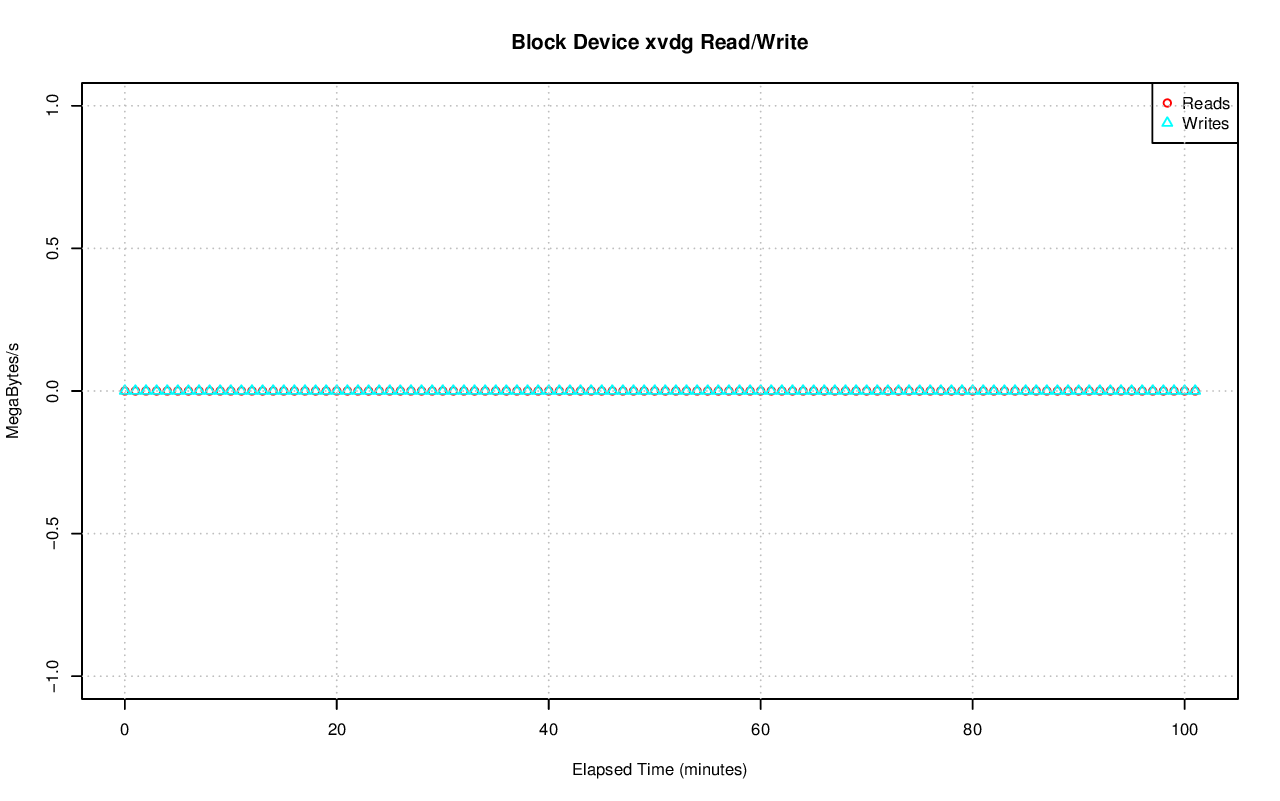 Block Device xvdg Read/Write
Reads
Writes
1.0
0.5
0.0
−0.5
−1.0
MegaBytes/s
0 20 40 60 80 100
Elapsed Time (minutes)